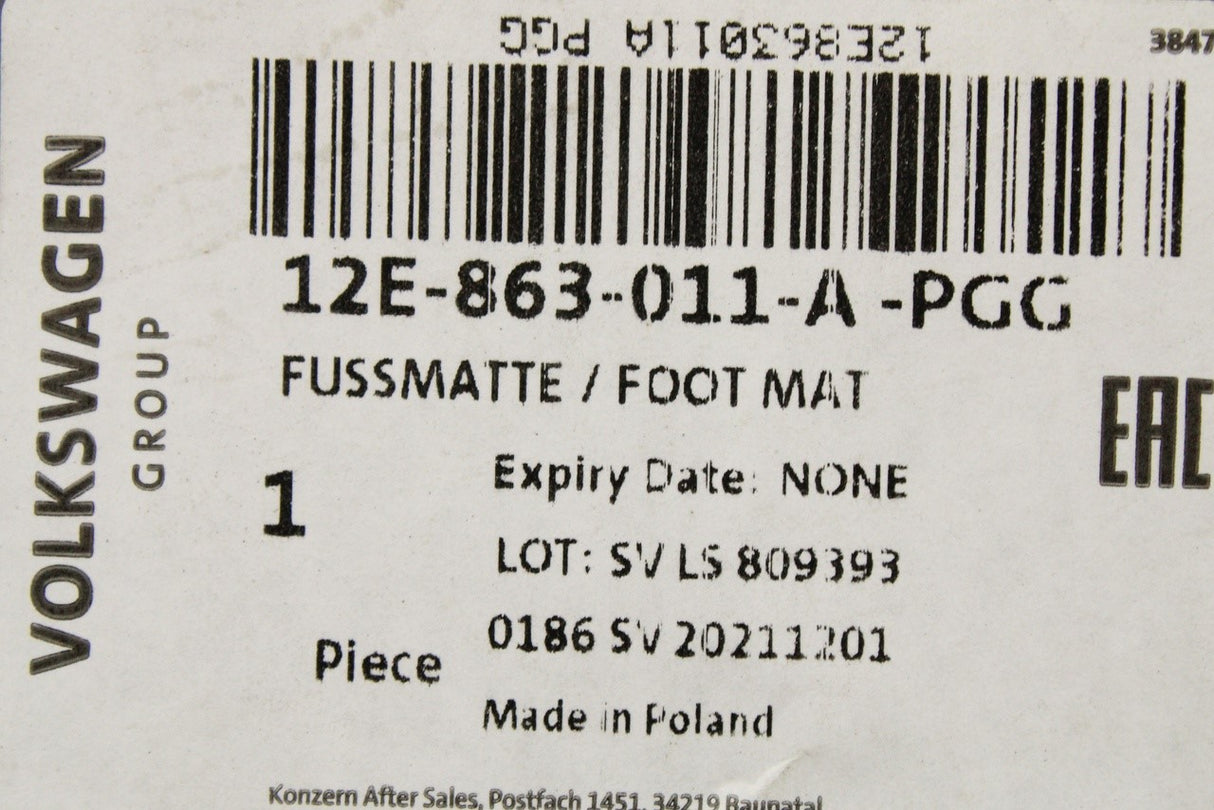 12E863011A PGG
3847
VOLKSWAGEN
GROUP
12E-863-011-A -PGG
FUSSMATTE / FOOT MAT
EAC
1
Expiry Date: NONE
LOT: SV LS 809393
0186 SV 20211201
Piece
Made in Poland
Konzern After Sales, Postfach 1451, 34219 Baunatal